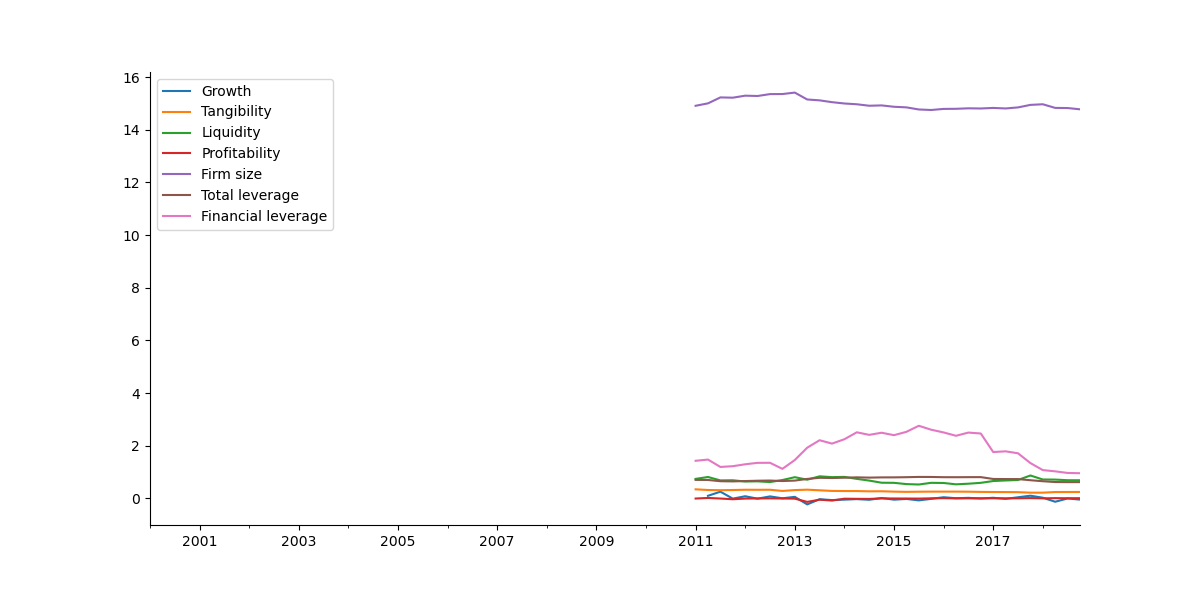 16
14
12
10
8
6
4
2
0
Growth
Tangibility
Liquidity
Profitability
Firm size
Total leverage
Financial leverage
2001 2003 2005 2007 2009 2011 2013 2015 2017